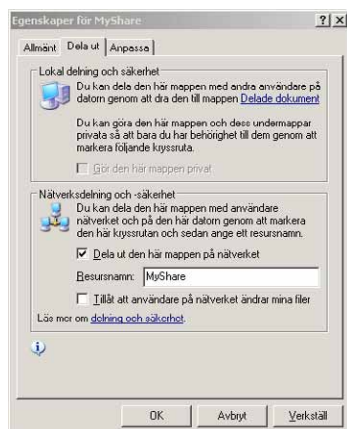 Egenskaper för MyShare
Allmänt Dela ut Anpassa
Lokal delning och säkerhet
Du kan dela den här mappen med andra användare på
datorn genom att dra den till mappen Delade dokument
Du kan göra den här mappen och dess undermappar
privata så att bara du har behörighet till dem genom att
markera följande kryssruta.
Gör den här mappen privat
Nätverksdelning och -säkerhet
Du kan dela den här mappen med användare
nätverket och på den här datorn genom att markera
den här kryssrutan och sedan ange ett resursnamn.
Dela ut den här mappen på nätverket
Resursnamn: MyShare
Tillåt att användare på nätverket ändrar mina filer
Läs mer om delning och säkerhet.
OK Avbryt Verkställ